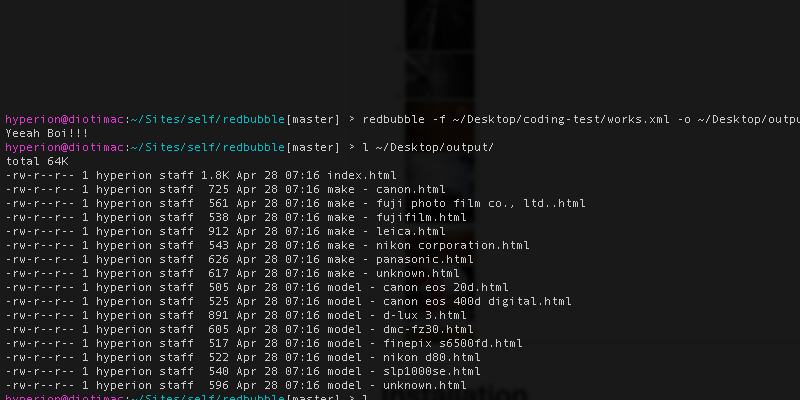 hyperion@diotimac:~/Sites/self/redbubble[master] > redbubble -f ~/Desktop/coding-test/works.xml -o ~/Desktop/outpu
Yeeah Boi!!!
hyperion@diotimac:~/Sites/self/redbubble[master] > l ~/Desktop/output/
total 64K
-rw-r--r-- 1 hyperion staff 1.8K Apr 28 07:16 index.html
-rw-r--r-- 1 hyperion staff  725 Apr 28 07:16 make - canon.html
-rw-r--r-- 1 hyperion staff  561 Apr 28 07:16 make - fuji photo film co., ltd..html
-rw-r--r-- 1 hyperion staff  538 Apr 28 07:16 make - fujifilm.html
-rw-r--r-- 1 hyperion staff  912 Apr 28 07:16 make - leica.html
-rw-r--r-- 1 hyperion staff  543 Apr 28 07:16 make - nikon corporation.html
-rw-r--r-- 1 hyperion staff  626 Apr 28 07:16 make - panasonic.html
-rw-r--r-- 1 hyperion staff  617 Apr 28 07:16 make - unknown.html
-rw-r--r-- 1 hyperion staff  505 Apr 28 07:16 model - canon eos 20d.html
-rw-r--r-- 1 hyperion staff  525 Apr 28 07:16 model - canon eos 400d digital.html
-rw-r--r-- 1 hyperion staff  891 Apr 28 07:16 model - d-lux 3.html
-rw-r--r-- 1 hyperion staff  605 Apr 28 07:16 model - dmc-fz30.html
-rw-r--r-- 1 hyperion staff  517 Apr 28 07:16 model - finepix s6500fd.html
-rw-r--r-- 1 hyperion staff  522 Apr 28 07:16 model - nikon d80.html
-rw-r--r-- 1 hyperion staff  540 Apr 28 07:16 model - slp1000se.html
-rw-r--r-- 1 hyperion staff  596 Apr 28 07:16 model - unknown.html
Installation
hyperion@diotimac:~/Sites/self/redbubble[master] > l